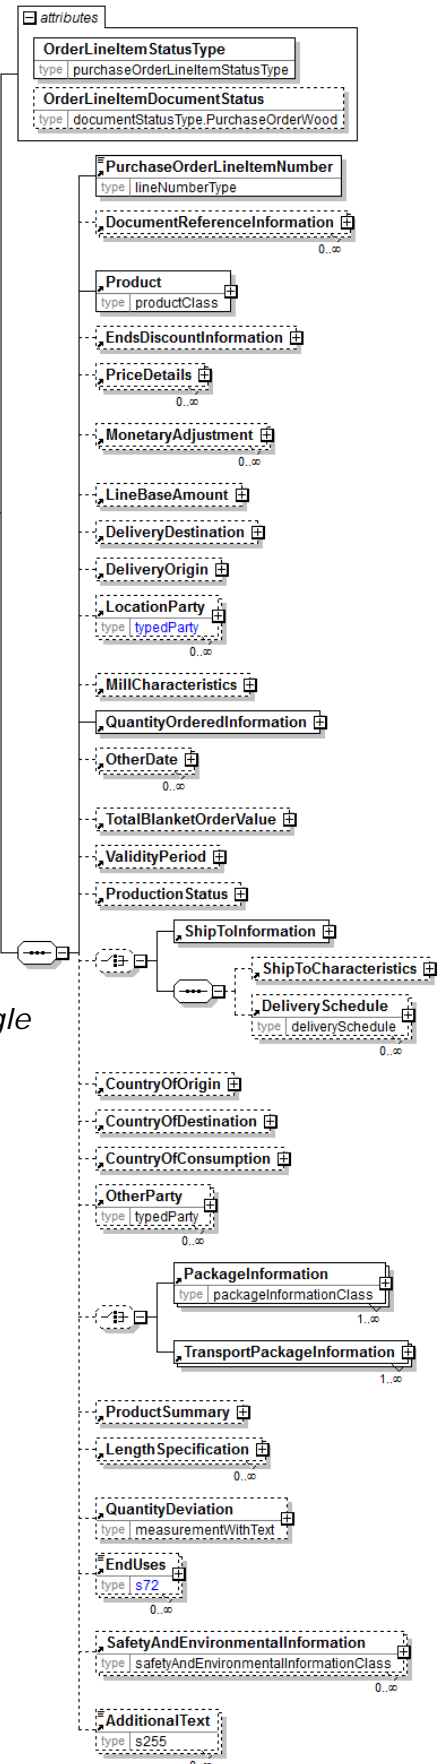 attributes
OrderLineItemStatusType
type purchaseOrderLineItemStatusType
OrderLineItemDocumentStatus
type documentStatusType.PurchaseOrderWood
PurchaseOrderLineItemNumber
type lineNumberType
DocumentReferenceInformation
0..∞
Product
type productClass
EndsDiscountInformation
PriceDetails
0..∞
MonetaryAdjustment
0..∞
LineBaseAmount
DeliveryDestination
DeliveryOrigin
LocationParty
type typedParty
0..∞
MillCharacteristics
QuantityOrderedInformation
OtherDate
0..∞
TotalBlanketOrderValue
ValidityPeriod
ProductionStatus
ShipToInformation
ShipToCharacteristics
DeliverySchedule
type deliverySchedule
0..∞
gle
CountryOfOrigin
CountryOfDestination
CountryOfConsumption
OtherParty
type typedParty
0..∞
PackageInformation
type packageInformationClass
1..∞
TransportPackageInformation
1..∞
ProductSummary
LengthSpecification
0..∞
QuantityDeviation
type measurementWithText
EndUses
type s72
0..∞
SafetyAndEnvironmentalInformation
type safetyAndEnvironmentalInformationClass
0..∞
AdditionalText
type s255
0..∞